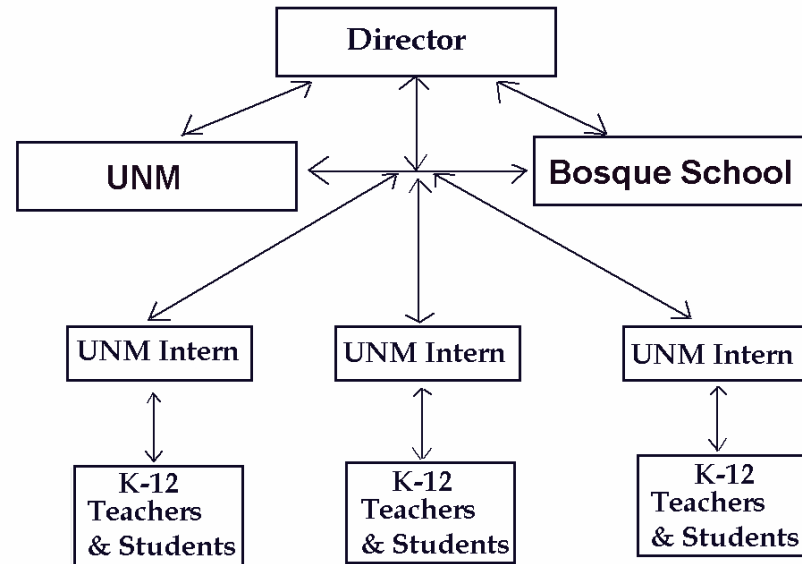 Director
UNM
Bosque School
UNM Intern
UNM Intern
UNM Intern
K-12
Teachers
& Students
K-12
Teachers
& Students
K-12
Teachers
& Students